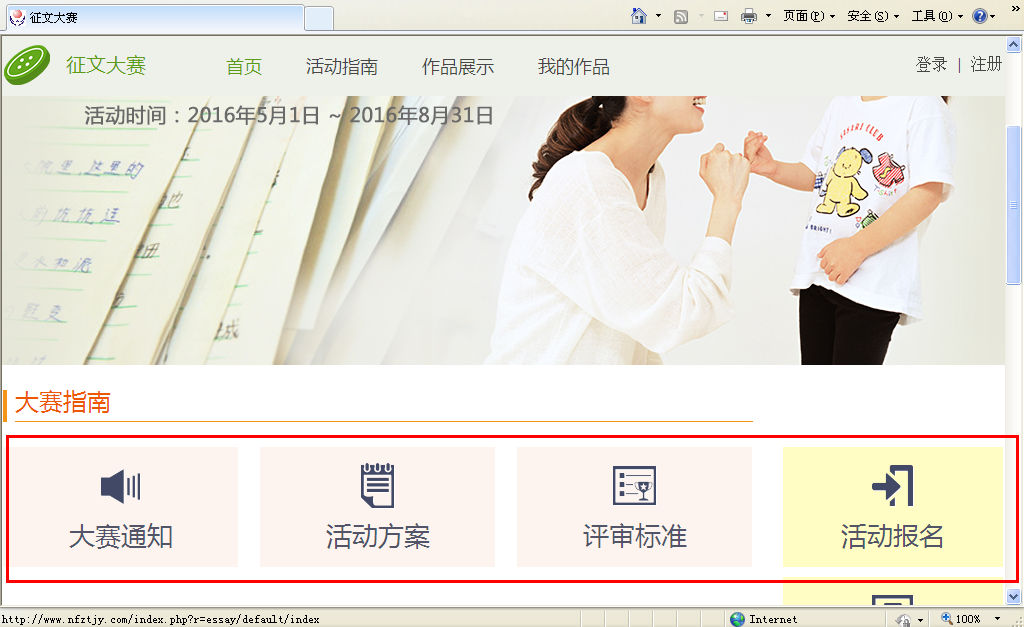 征文大赛
页面(P) 安全(S) 工具(O)
征文大赛 首页 活动指南 作品展示 我的作品 登录 | 注册
活动时间：2016年5月1日 ~ 2016年8月31日
大赛指南
大赛通知 活动方案 评审标准 活动报名
http://www.nfztjy.com/index.php?r=essay/default/index Internet 100%